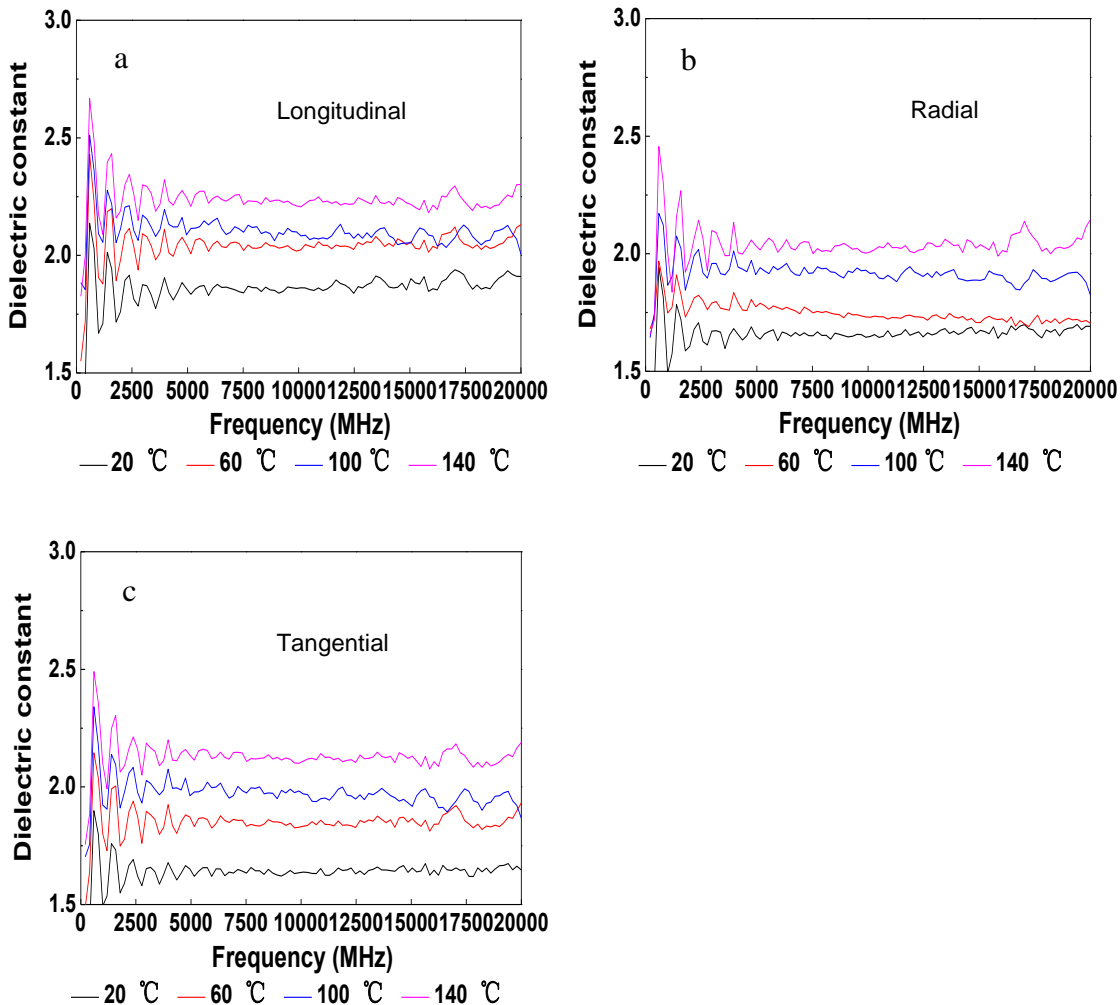 3.0
a
Longitudinal
2.5
2.0
1.5
Dielectric constant
0 2500 5000 7500 10000 12500 15000 17500 20000
Frequency (MHz)
20 ℃ 60 ℃ 100 ℃ 140 ℃
3.0
b
Radial
2.5
2.0
1.5
Dielectric constant
0 2500 5000 7500 10000 12500 15000 17500 20000
Frequency (MHz)
20 ℃ 60 ℃ 100 ℃ 140 ℃
3.0
c
Tangential
2.5
2.0
1.5
Dielectric constant
0 2500 5000 7500 10000 12500 15000 17500 20000
Frequency (MHz)
20 ℃ 60 ℃ 100 ℃ 140 ℃